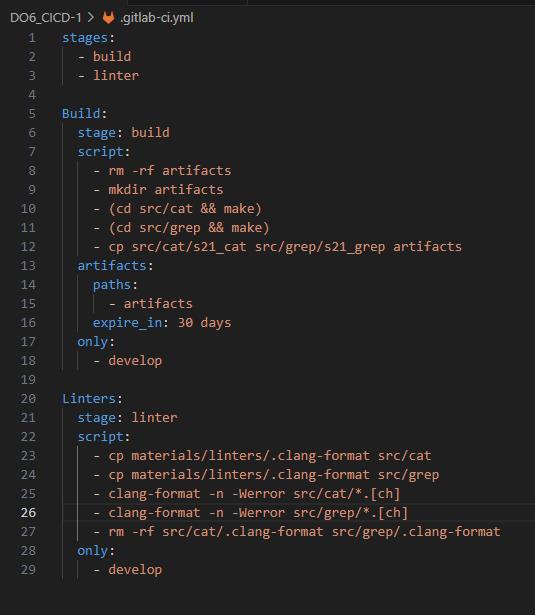 DO6_CICD-1 > .gitlab-ci.yml
1 stages:
2   - build
3   - linter
4
5 Build:
6   stage: build
7   script:
8     - rm -rf artifacts
9     - mkdir artifacts
10     - (cd src/cat && make)
11     - (cd src/grep && make)
12     - cp src/cat/s21_cat src/grep/s21_grep artifacts
13   artifacts:
14     paths:
15       - artifacts
16     expire_in: 30 days
17   only:
18     - develop
19
20 Linters:
21   stage: linter
22   script:
23     - cp materials/linters/.clang-format src/cat
24     - cp materials/linters/.clang-format src/grep
25     - clang-format -n -Werror src/cat/*.[ch]
26     - clang-format -n -Werror src/grep/*.[ch]
27     - rm -rf src/cat/.clang-format src/grep/.clang-format
28   only:
29     - develop